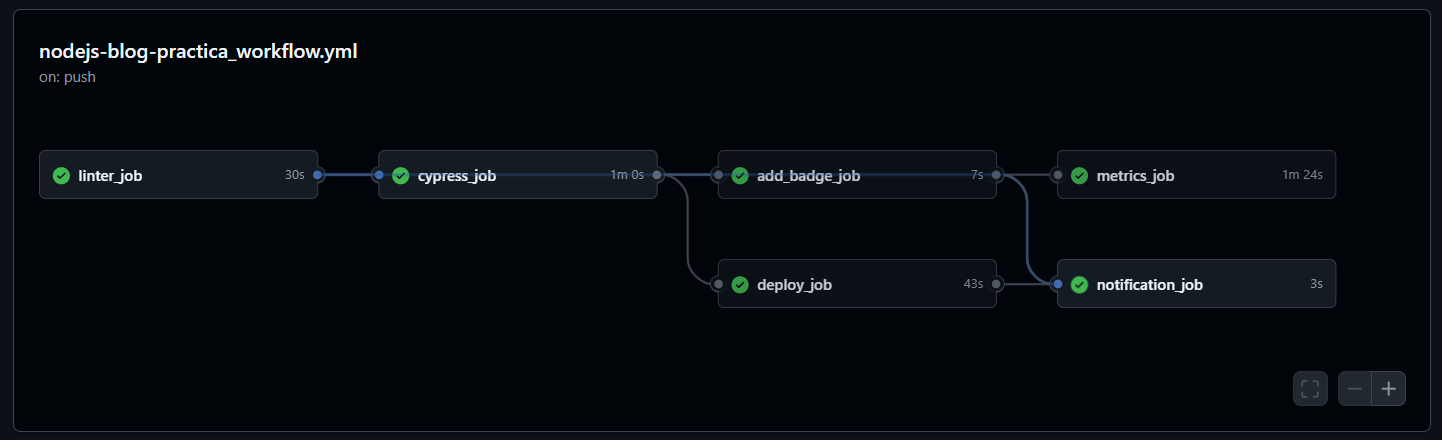 nodejs-blog-practica_workflow.yml
on: push
linter_job 30s
cypress_job 1m 0s
add_badge_job 7s
metrics_job 1m 24s
deploy_job 43s
notification_job 3s